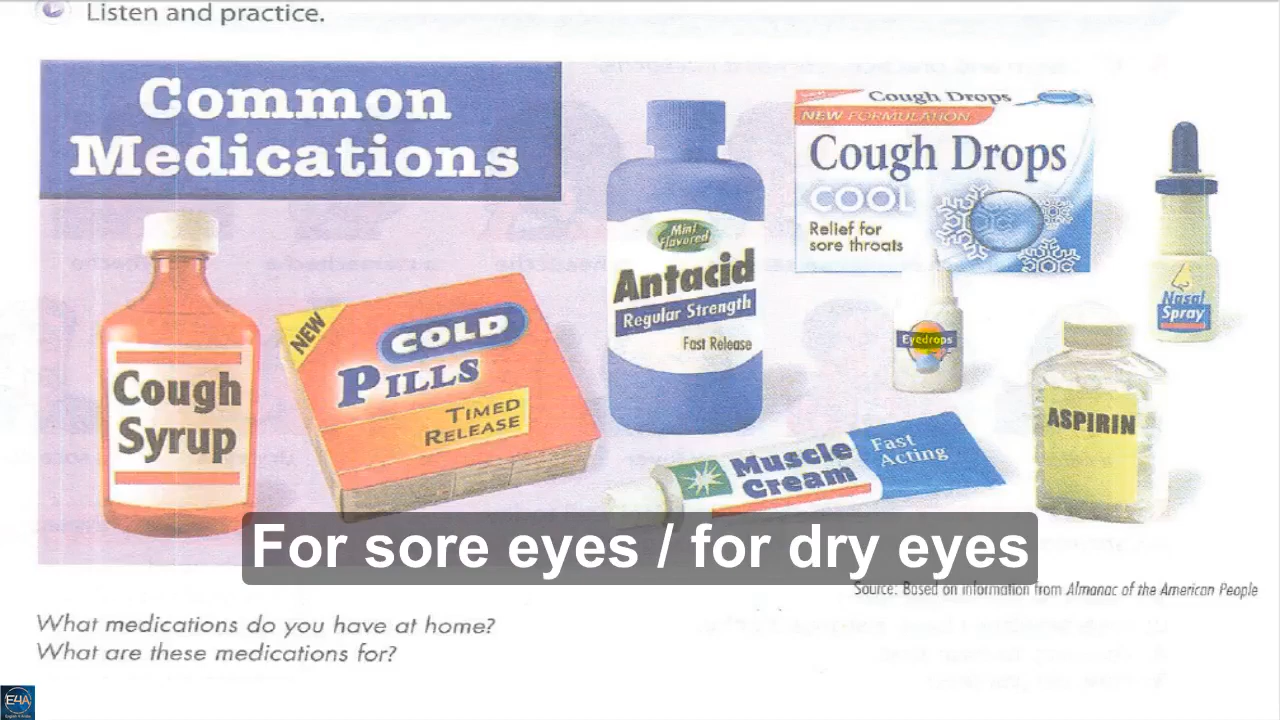 Listen and practice.
Common
Medications
Cough
Syrup
NEW
COLD
PILLS
TIMED
RELEASE
Mint
Flavored
Antacid
Regular Strength
Fast Release
Cough Drops
NEW FORMULATION
Cough Drops
COOL
Relief for
sore throats
Eyedrops
Nasal
Spray
ASPIRIN
Muscle
Cream
Fast
Acting
For sore eyes / for dry eyes
Source: Based on information from Almanac of the American People
What medications do you have at home?
What are these medications for?
E4A